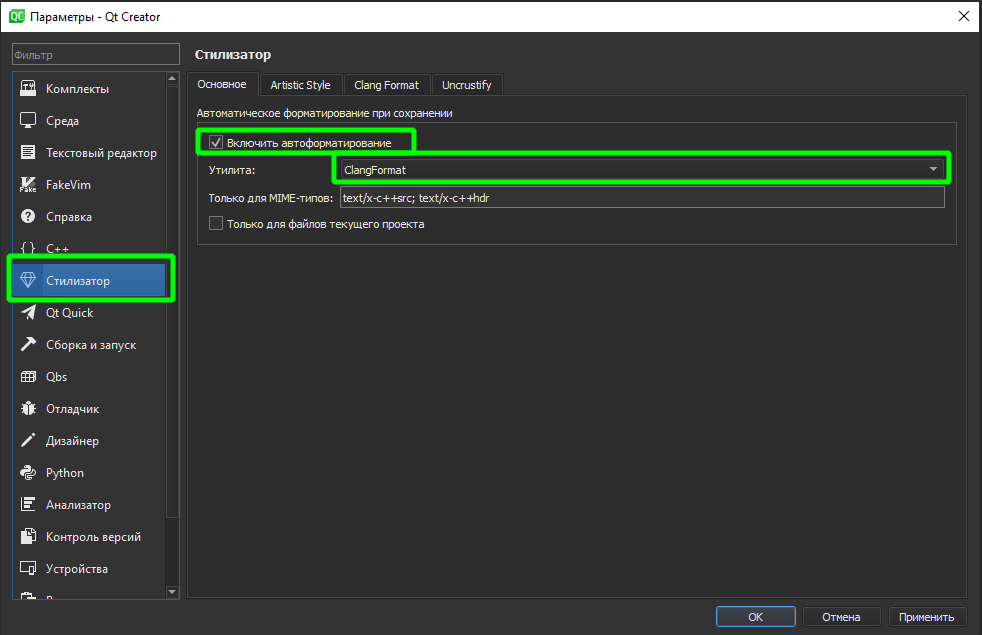 QC Параметры - Qt Creator
Фильтр
Стилизатор
Комплекты
Среда
Текстовый редактор
FakeVim
Справка
C++
Стилизатор
Qt Quick
Сборка и запуск
Qbs
Отладчик
Дизайнер
Python
Анализатор
Контроль версий
Устройства
Основное Artistic Style Clang Format Uncrustify
Автоматическое форматирование при сохранении
Включить автоформатирование
Утилита: ClangFormat
Только для MIME-типов: text/x-c++src; text/x-c++hdr
Только для файлов текущего проекта
OK Отмена Применить